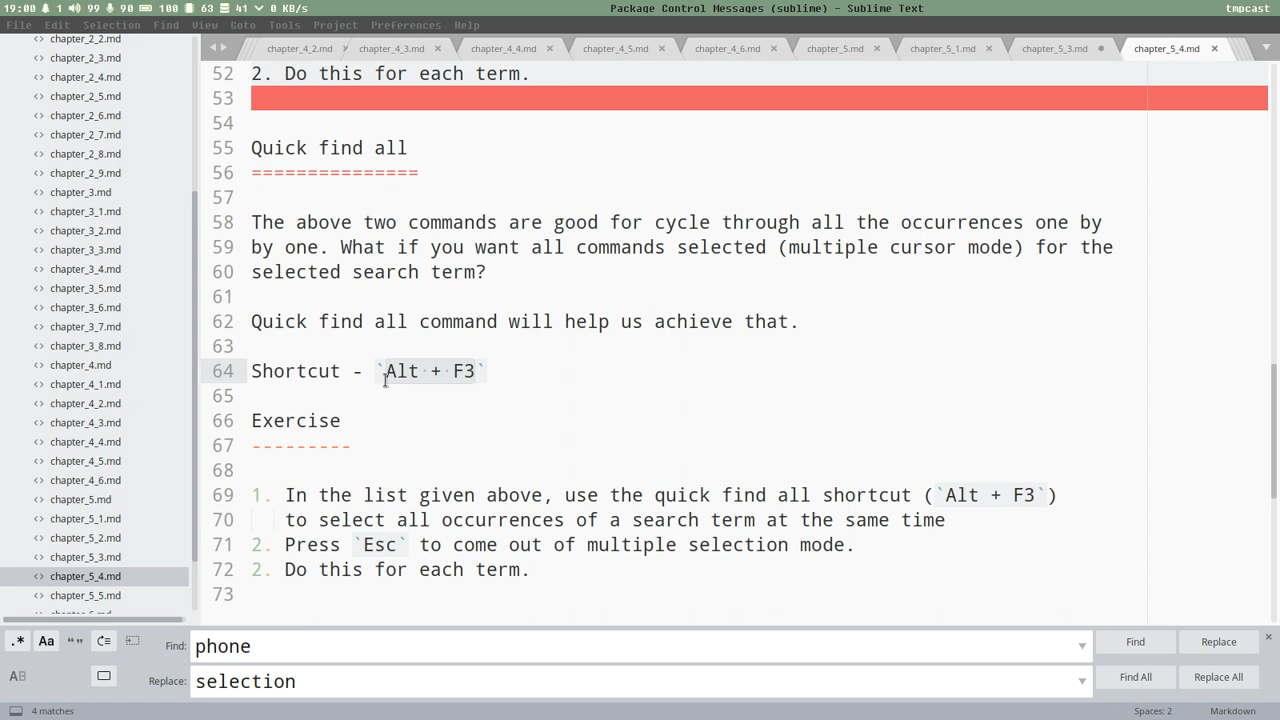 19:00 1 99 90 100 63 41 0 KB/s
Package Control Messages (sublime) - Sublime Text
tmpcast
File Edit Selection Find View Goto Tools Project Preferences Help
chapter_4_2.md chapter_4_3.md chapter_4_4.md chapter_4_5.md chapter_4_6.md chapter_5.md chapter_5_1.md chapter_5_3.md chapter_5_4.md
chapter_2_2.md
chapter_2_3.md
chapter_2_4.md
chapter_2_5.md
chapter_2_6.md
chapter_2_7.md
chapter_2_8.md
chapter_2_9.md
chapter_3.md
chapter_3_1.md
chapter_3_2.md
chapter_3_3.md
chapter_3_4.md
chapter_3_5.md
chapter_3_6.md
chapter_3_7.md
chapter_3_8.md
chapter_4.md
chapter_4_1.md
chapter_4_2.md
chapter_4_3.md
chapter_4_4.md
chapter_4_5.md
chapter_4_6.md
chapter_5.md
chapter_5_1.md
chapter_5_2.md
chapter_5_3.md
chapter_5_4.md
chapter_5_5.md
52 2. Do this for each term.
53
54
55 Quick find all
56 ===============
57
58 The above two commands are good for cycle through all the occurrences one by
59 by one. What if you want all commands selected (multiple cursor mode) for the
60 selected search term?
61
62 Quick find all command will help us achieve that.
63
64 Shortcut - `Alt + F3`
65
66 Exercise
67 ---------
68
69 1. In the list given above, use the quick find all shortcut (`Alt + F3`)
70 to select all occurrences of a search term at the same time
71 2. Press `Esc` to come out of multiple selection mode.
72 2. Do this for each term.
73
.* Aa “” Find: phone Find Replace
AB Replace: selection Find All Replace All
4 matches Spaces: 2 Markdown